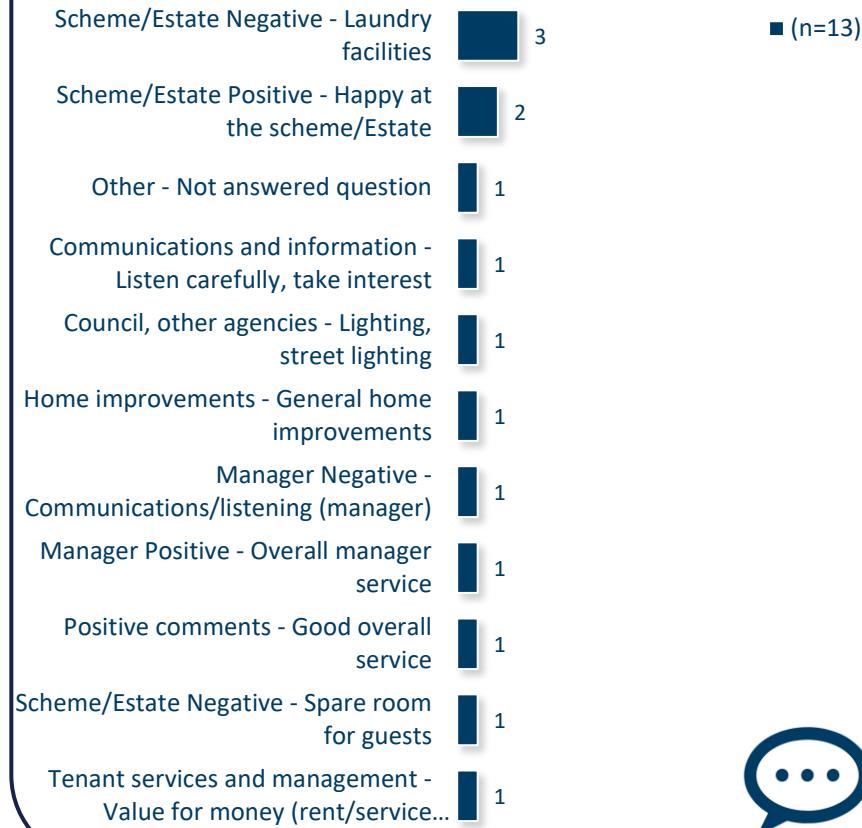 Scheme/Estate Negative - Laundry
facilities
3
(n=13)
Scheme/Estate Positive - Happy at
the scheme/Estate
2
Other - Not answered question
1
Communications and information -
Listen carefully, take interest
1
Council, other agencies - Lighting,
street lighting
1
Home improvements - General home
improvements
1
Manager Negative -
Communications/listening (manager)
1
Manager Positive - Overall manager
service
1
Positive comments - Good overall
service
1
Scheme/Estate Negative - Spare room
for guests
1
Tenant services and management -
Value for money (rent/service...
1